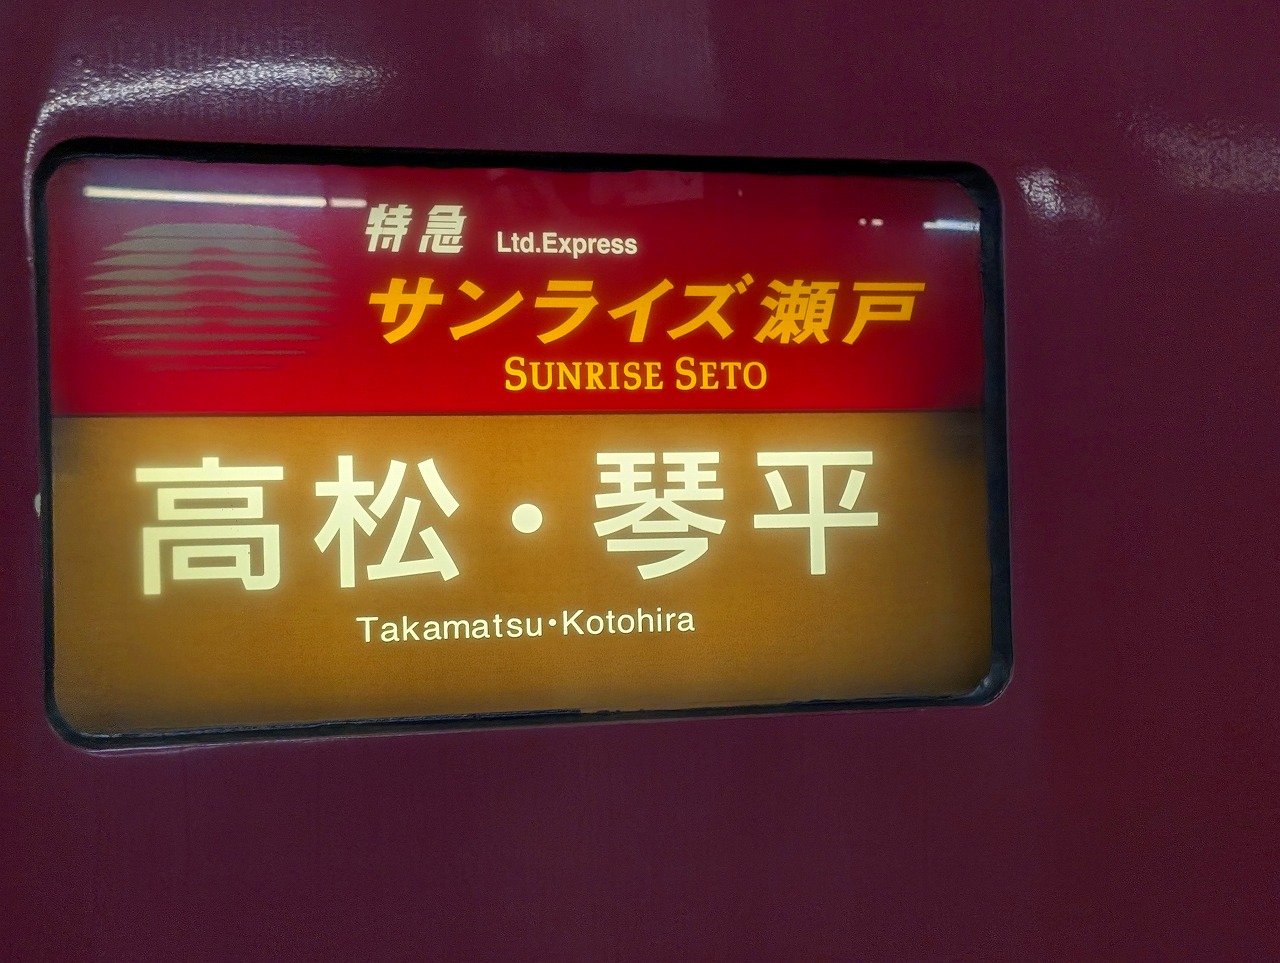 特急 Ltd.Express
サンライズ瀬戸
SUNRISE SETO
高松・琴平
Takamatsu・Kotohira